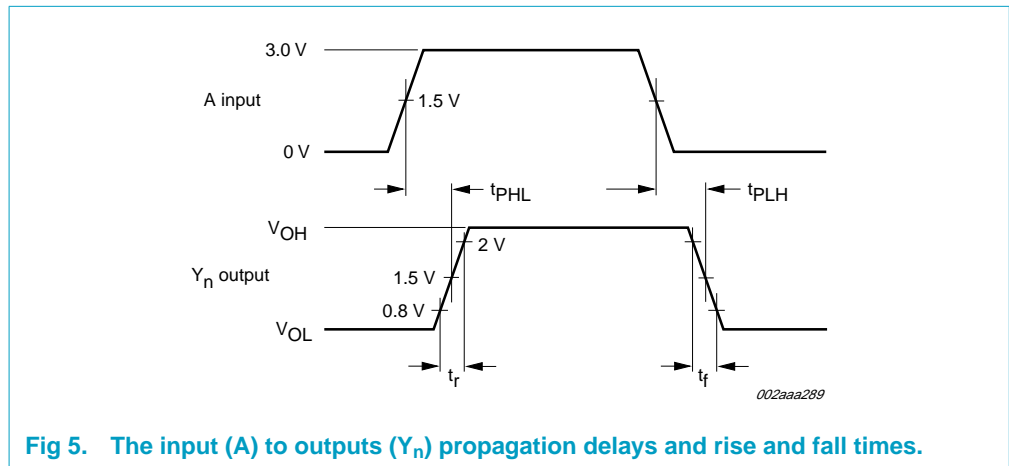 3.0 V
A input
1.5 V
0 V
tPHL
tPLH
VOH
2 V
Yn output
1.5 V
0.8 V
VOL
tr
tf
002aaa289
Fig 5. The input (A) to outputs (Yn) propagation delays and rise and fall times.